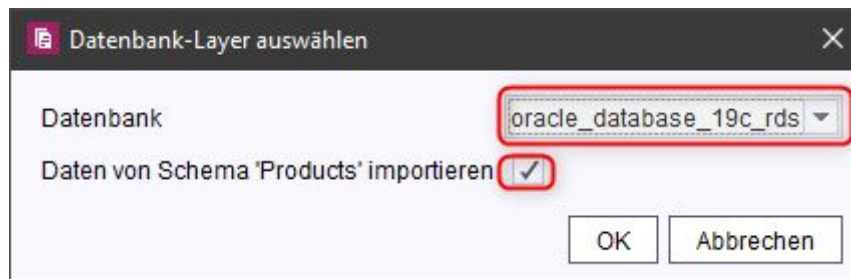 Datenbank-Layer auswählen
Datenbank oracle_database_19c_rds
Daten von Schema 'Products' importieren
OK Abbrechen